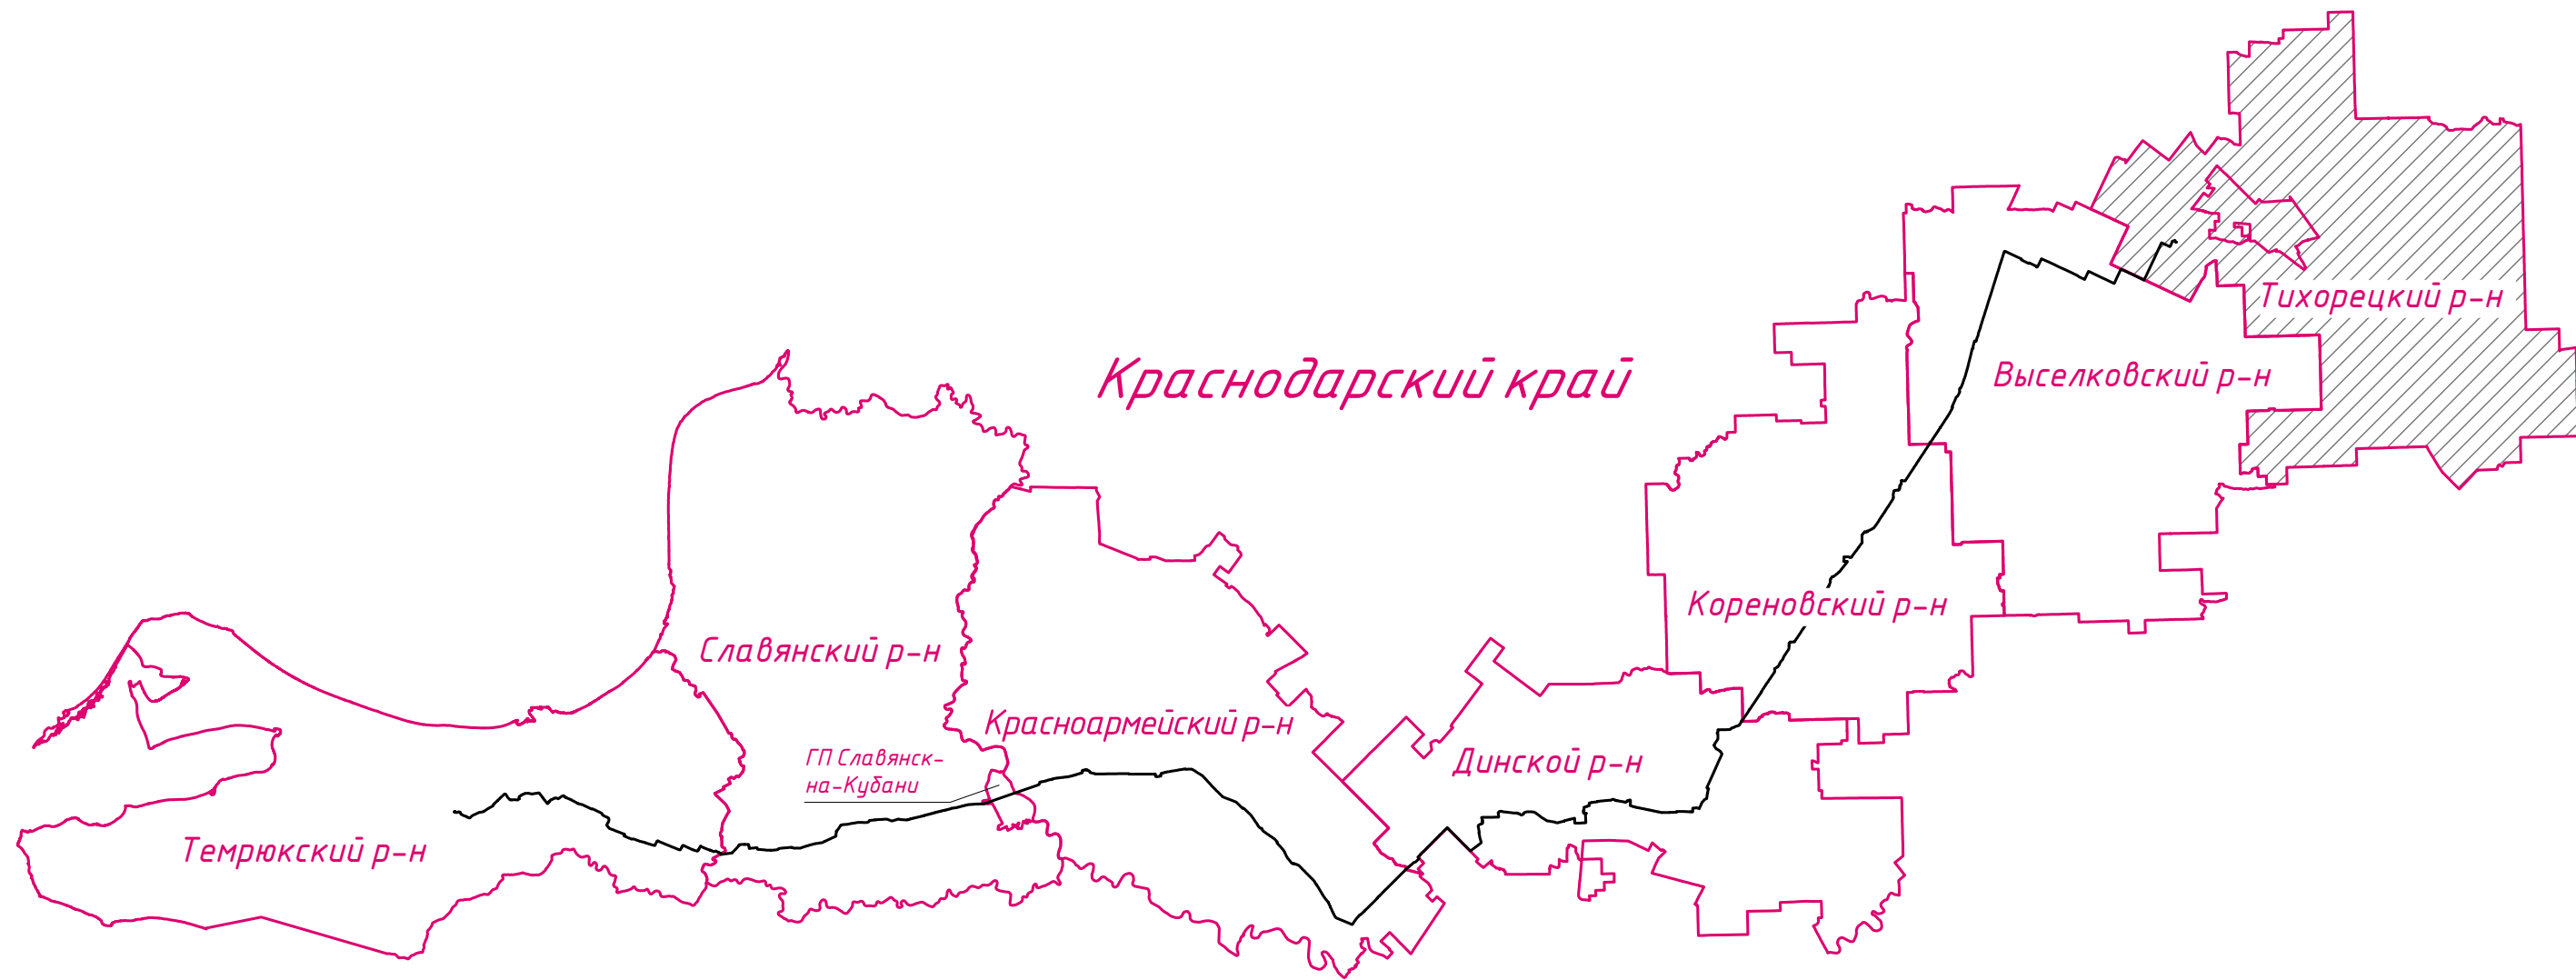 Тихорецкий р-н
Краснодарский край
Выселковский р-н
Кореновский р-н
Славянский р-н
Красноармейский р-н
ГП Славянск-
на-Кубани
Динской р-н
Темрюкский р-н